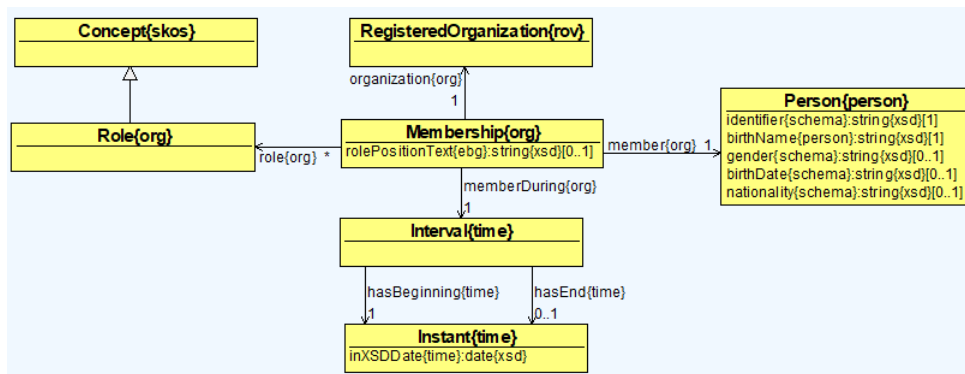 Concept{skos}
RegisteredOrganization{rov}
organization{org}
1
Person{person}
identifier{schema}:string{xsd}[1]
birthName{person}:string{xsd}[1]
gender{schema}:string{xsd}[0..1]
birthDate{schema}:string{xsd}[0..1]
nationality{schema}:string{xsd}[0..1]
Role{org}
role{org} *
Membership{org}
rolePositionText{ebg}:string{xsd}[0..1]
member{org} 1
memberDuring{org}
1
Interval{time}
hasBeginning{time}
1
hasEnd{time}
0..1
Instant{time}
inXSDDate{time}:date{xsd}